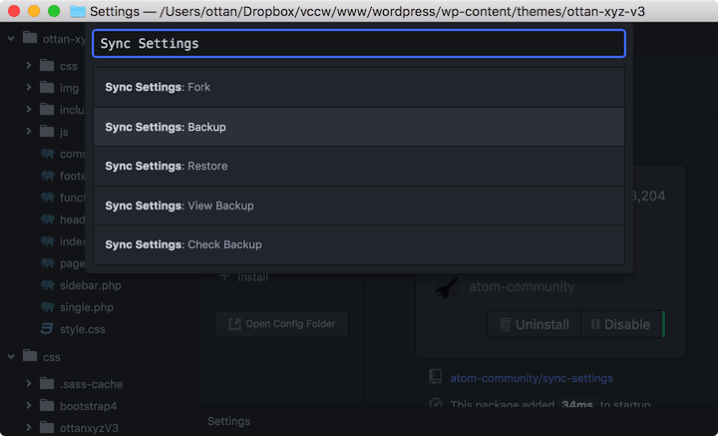 Settings — /Users/ottan/Dropbox/vccw/www/wordpress/wp-content/themes/ottan-xyz-v3
Sync Settings
Sync Settings: Fork
Sync Settings: Backup
Sync Settings: Restore
Sync Settings: View Backup
Sync Settings: Check Backup
ottan-xy
css
img
inclu
js
com
foote
funct
head
index
page
sidebar.php
single.php
style.css
css
.sass-cache
bootstrap4
ottanxyzV3
6,204
Install
Open Config Folder
atom-community
Uninstall
Disable
atom-community/sync-settings
This package added 34ms to startup
Settings